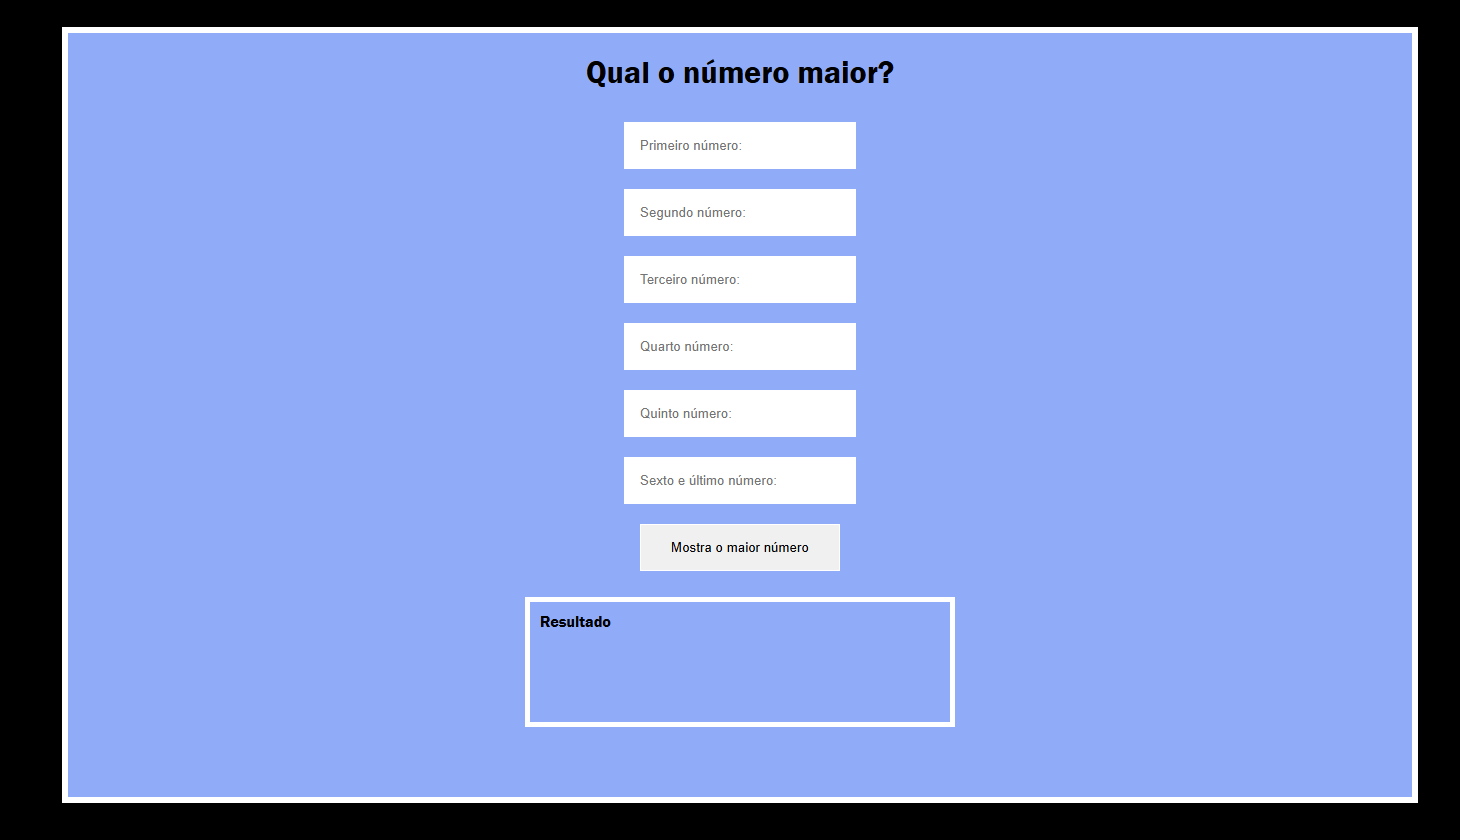 Qual o número maior?
Primeiro número:
Segundo número:
Terceiro número:
Quarto número:
Quinto número:
Sexto e último número:
Mostra o maior número
Resultado